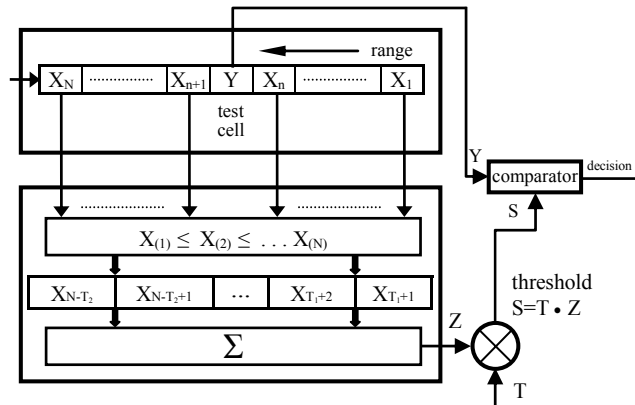 range
X_N ................ X_{n+1} Y X_n ................ X_1
test
cell
Y
comparator
decision
S
................ ................
X_{(1)} ≤ X_{(2)} ≤ . . . X_{(N)}
X_{N-T_2} X_{N-T_2+1} ... X_{T_1+2} X_{T_1+1}
threshold
S=T • Z
Σ
Z
T